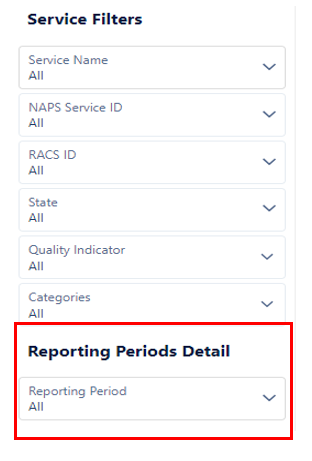 Service Filters
Service Name
All
NAPS Service ID
All
RACS ID
All
State
All
Quality Indicator
All
Categories
All
Reporting Periods Detail
Reporting Period
All